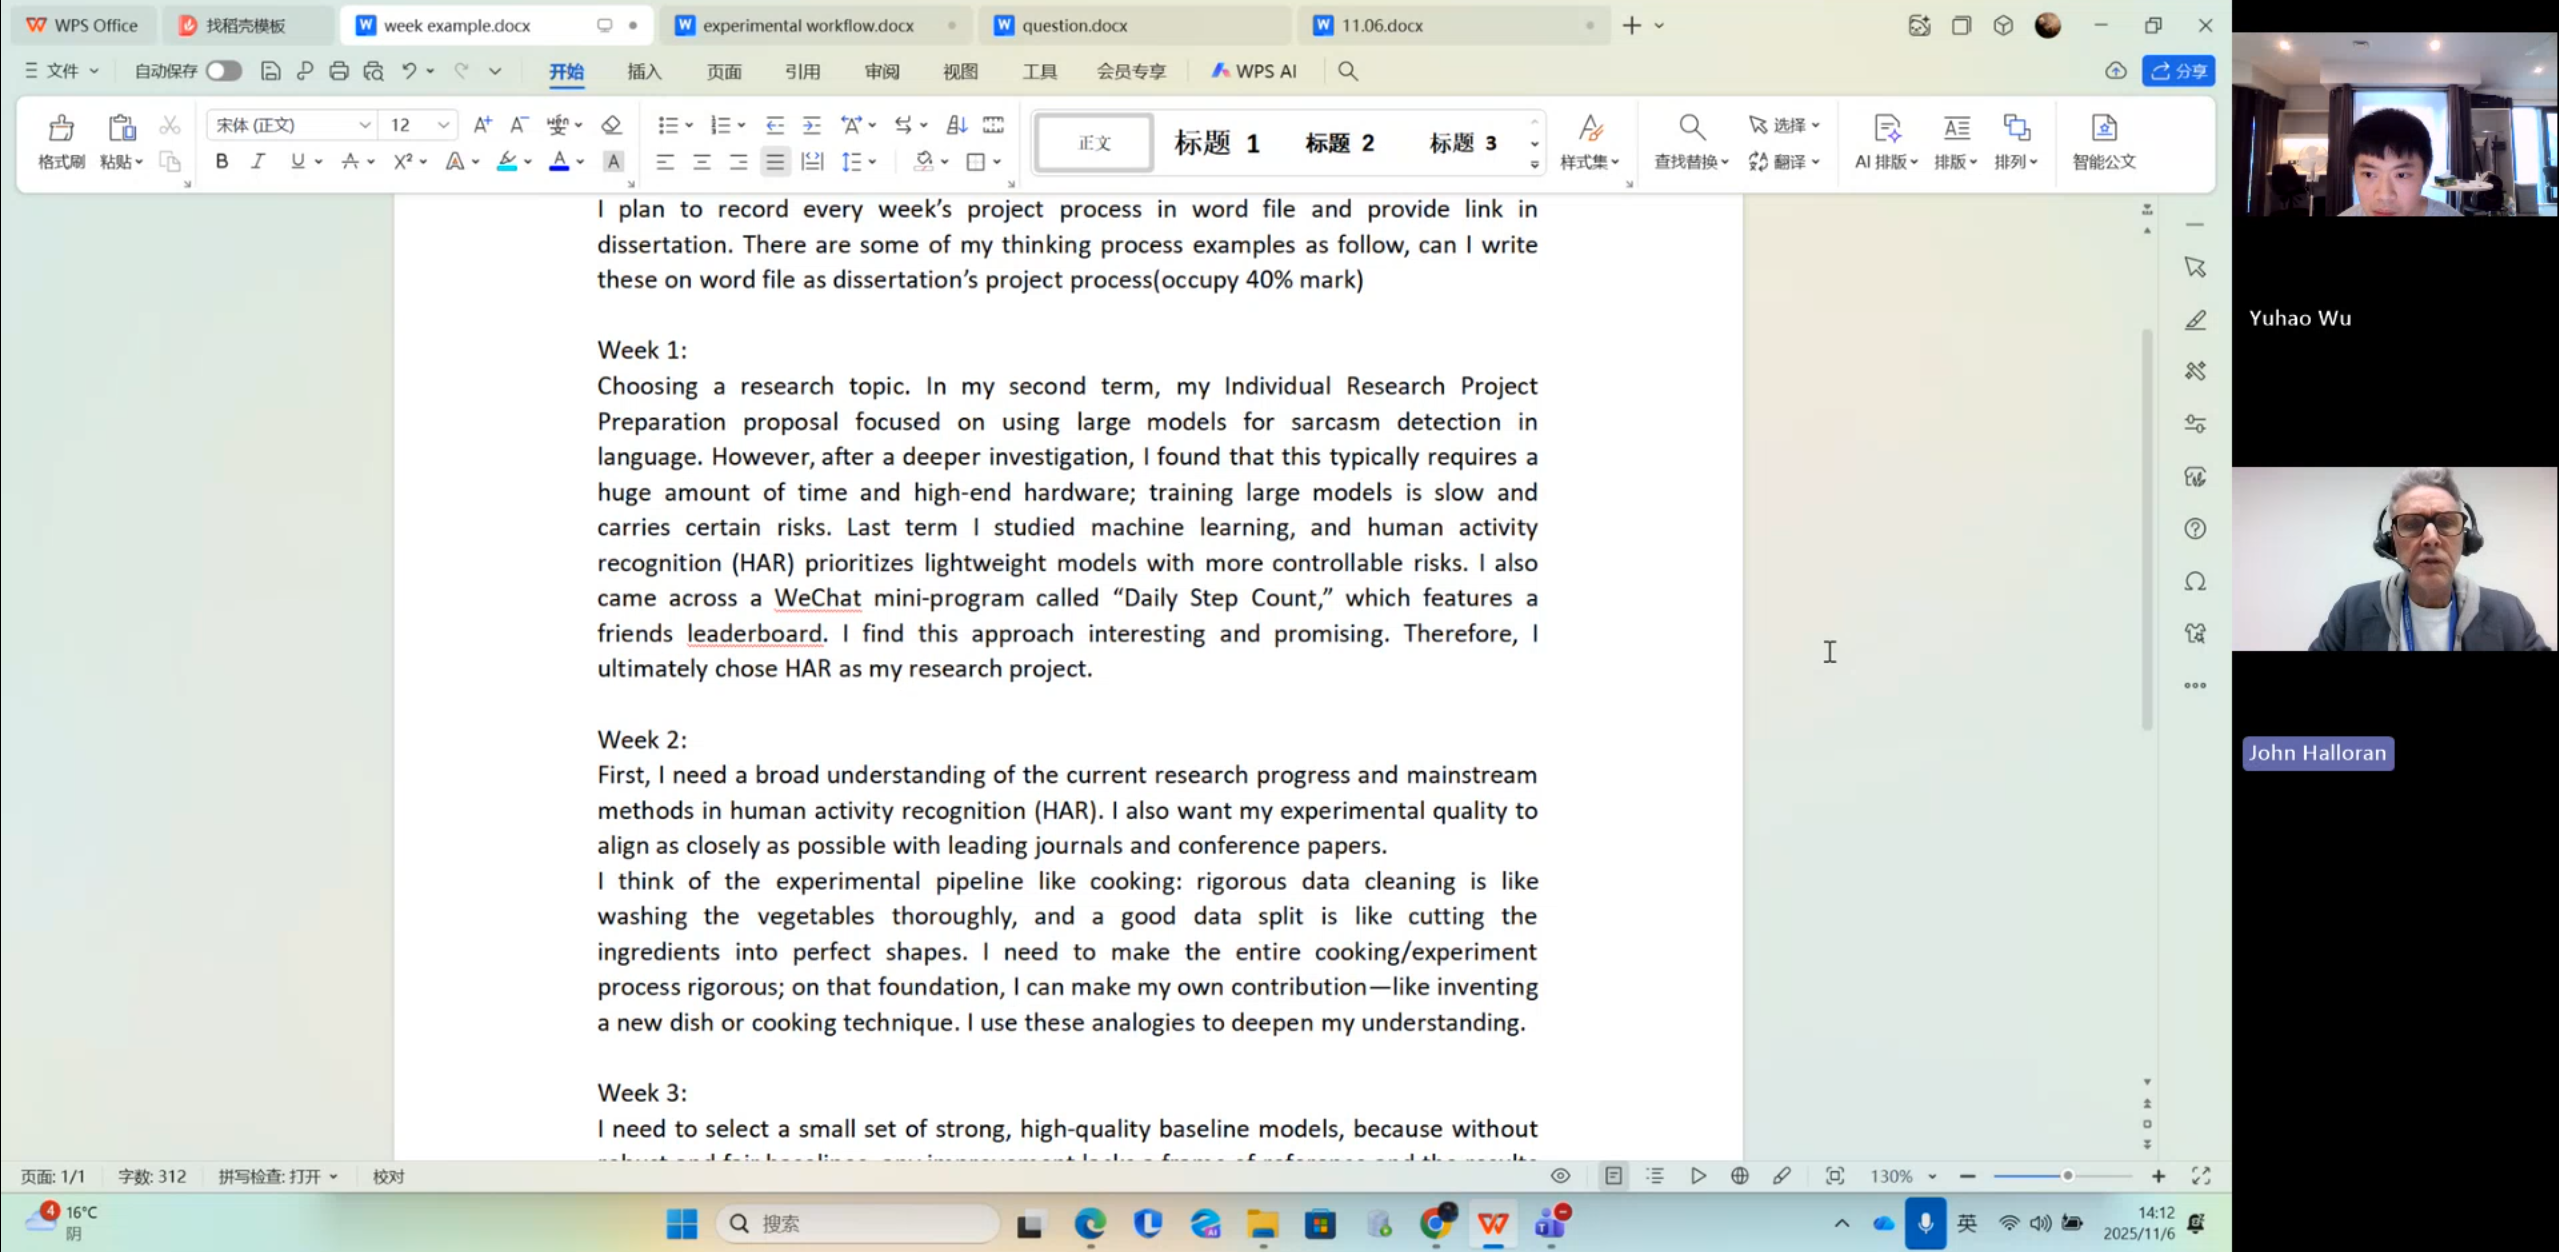 WPS Office
找稻壳模板
week example.docx
experimental workflow.docx
question.docx
11.06.docx
文件
自动保存
开始
插入
页面
引用
审阅
视图
工具
会员专享
WPS AI
分享
格式刷
粘贴
宋体 (正文)
12
正文
标题 1
标题 2
标题 3
样式集
查找替换
选择
翻译
AI 排版
排版
排列
智能公文
I plan to record every week’s project process in word file and provide link in
dissertation. There are some of my thinking process examples as follow, can I write
these on word file as dissertation’s project process(occupy 40% mark)
Week 1:
Choosing a research topic. In my second term, my Individual Research Project
Preparation proposal focused on using large models for sarcasm detection in
language. However, after a deeper investigation, I found that this typically requires a
huge amount of time and high-end hardware; training large models is slow and
carries certain risks. Last term I studied machine learning, and human activity
recognition (HAR) prioritizes lightweight models with more controllable risks. I also
came across a WeChat mini-program called “Daily Step Count,” which features a
friends leaderboard. I find this approach interesting and promising. Therefore, I
ultimately chose HAR as my research project.
Week 2:
First, I need a broad understanding of the current research progress and mainstream
methods in human activity recognition (HAR). I also want my experimental quality to
align as closely as possible with leading journals and conference papers.
I think of the experimental pipeline like cooking: rigorous data cleaning is like
washing the vegetables thoroughly, and a good data split is like cutting the
ingredients into perfect shapes. I need to make the entire cooking/experiment
process rigorous; on that foundation, I can make my own contribution—like inventing
a new dish or cooking technique. I use these analogies to deepen my understanding.
Week 3:
I need to select a small set of strong, high-quality baseline models, because without
Yuhao Wu
John Halloran
页面: 1/1
字数: 312
拼写检查: 打开
校对
130%
4
16°C
阴
搜索
英
14:12
2025/11/6